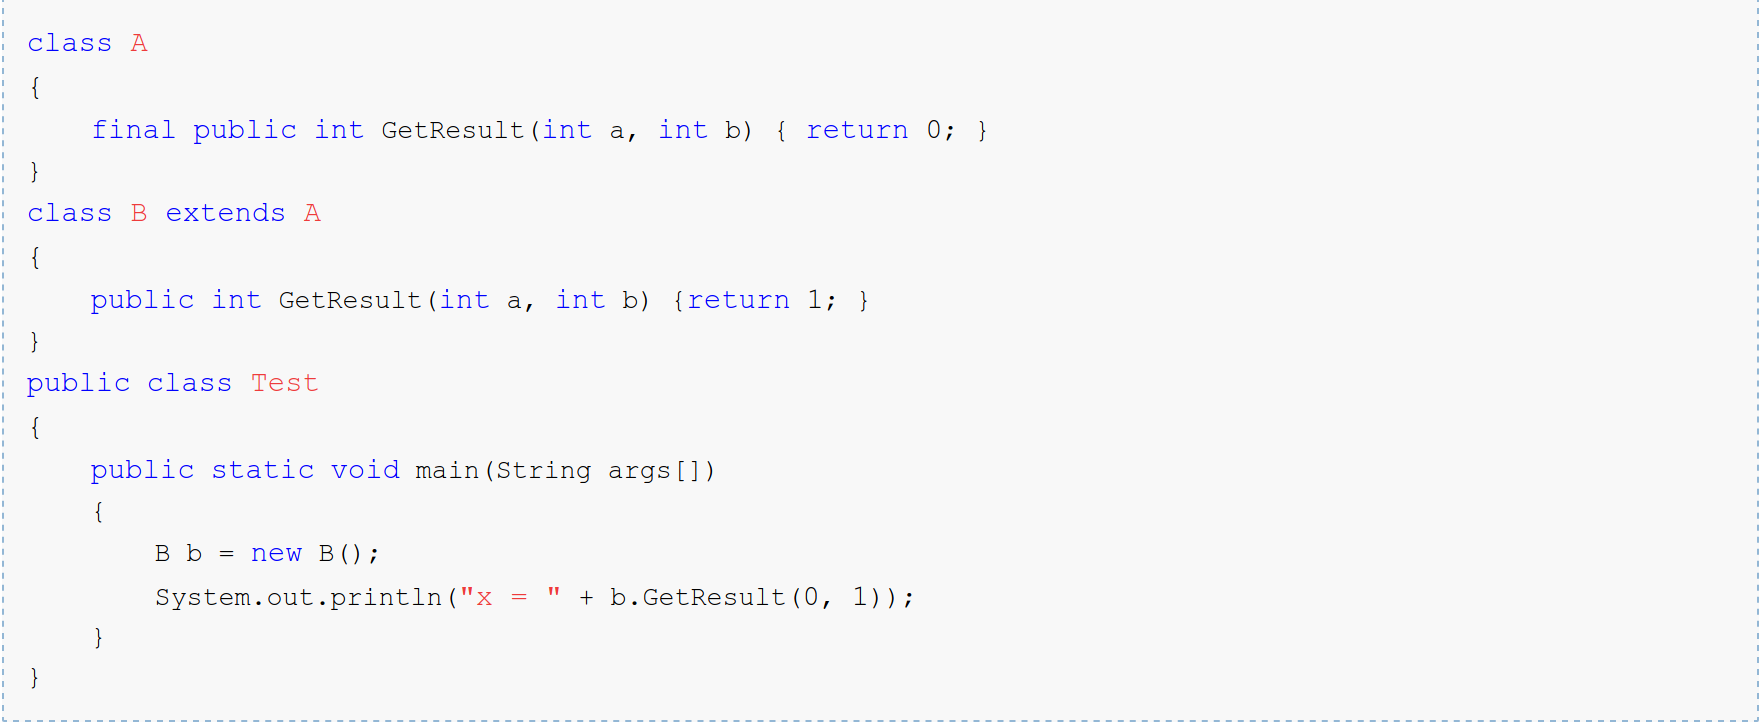 class A
{
    final public int GetResult(int a, int b) { return 0; }
}
class B extends A
{
    public int GetResult(int a, int b) {return 1; }
}
public class Test
{
    public static void main(String args[])
    {
        B b = new B();
        System.out.println("x = " + b.GetResult(0, 1));
    }
}